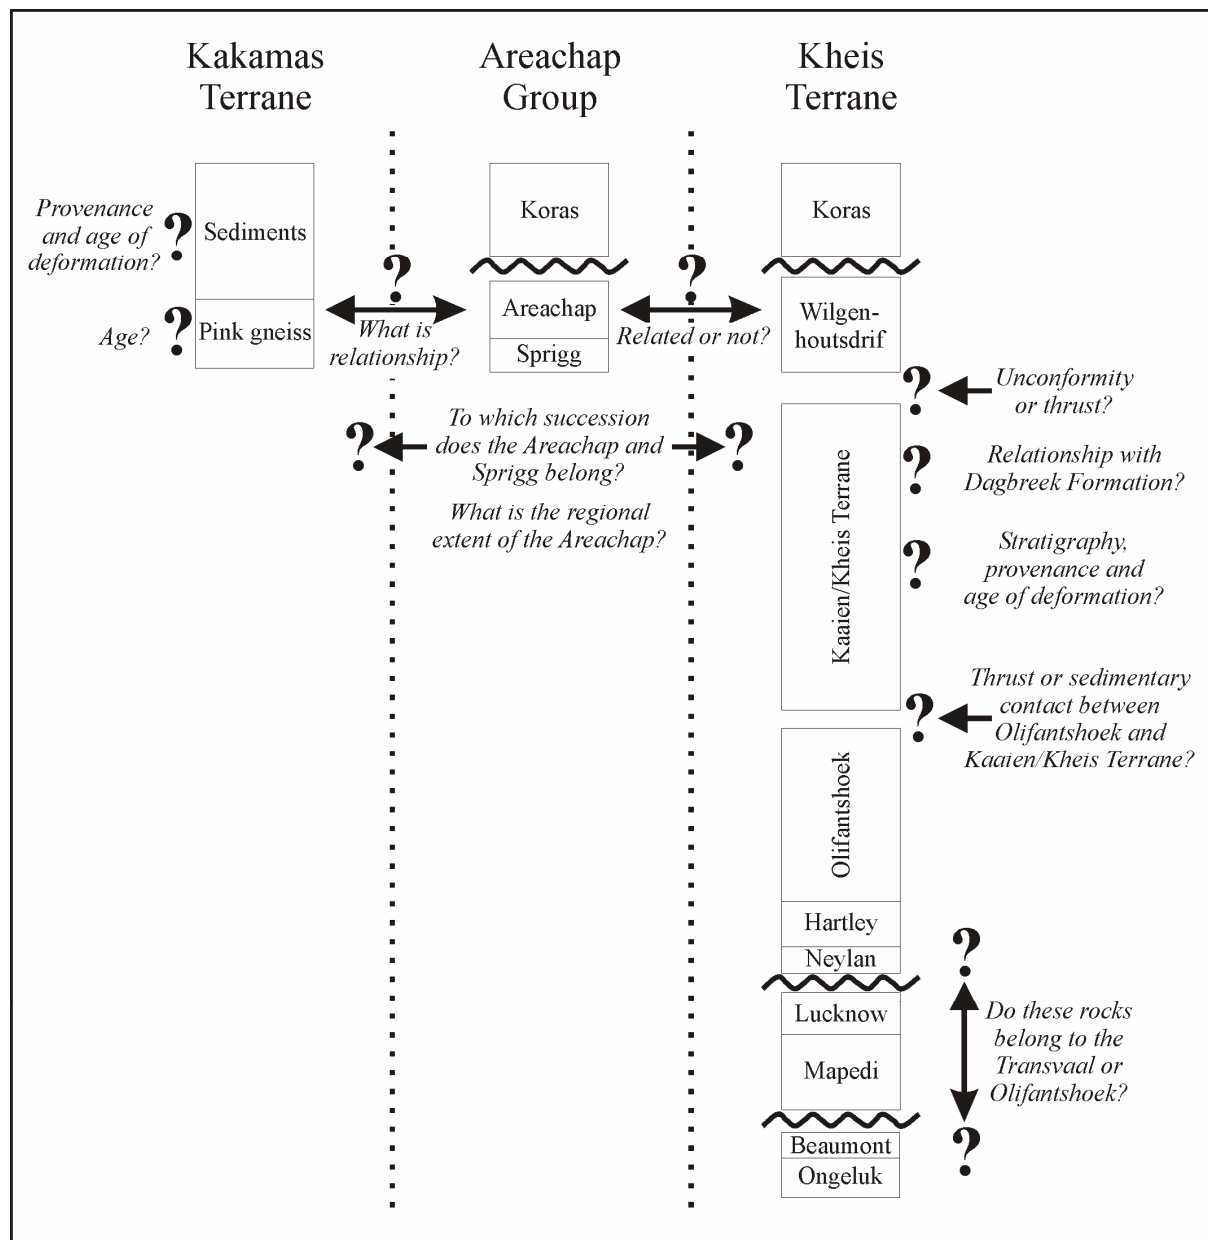 Kakamas
Terrane
Areachap
Group
Kheis
Terrane
Provenance
and age of
deformation?
?
Sediments
Age?
?
Pink gneiss
?
What is
relationship?
Koras
Areachap
Sprigg
?
Related or not?
Koras
Wilgen-
houtsdrif
?
Unconformity
or thrust?
?
To which succession
does the Areachap and
Sprigg belong?
?
What is the regional
extent of the Areachap?
Kaaien/Kheis Terrane
?
Relationship with
Dagbreek Formation?
?
Stratigraphy,
provenance and
age of deformation?
?
Thrust or sedimentary
contact between
Olifantshoek and
Kaaien/Kheis Terrane?
Olifantshoek
Hartley
Neylan
Lucknow
Mapedi
Beaumont
Ongeluk
?
Do these rocks
belong to the
Transvaal or
Olifantshoek?
?